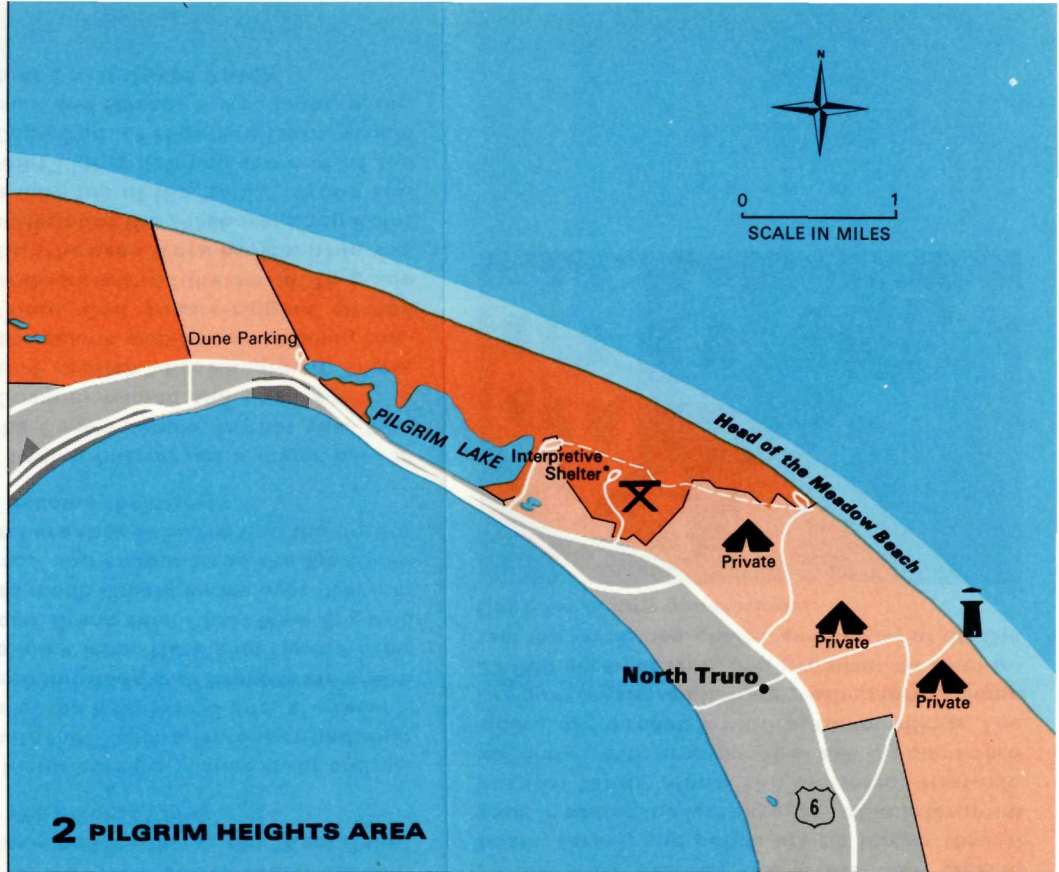 N
0 1
SCALE IN MILES
Dune Parking
PILGRIM LAKE
Interpretive
Shelter
Head of the Meadow Beach
Private
Private
Private
North Truro
6
2 PILGRIM HEIGHTS AREA